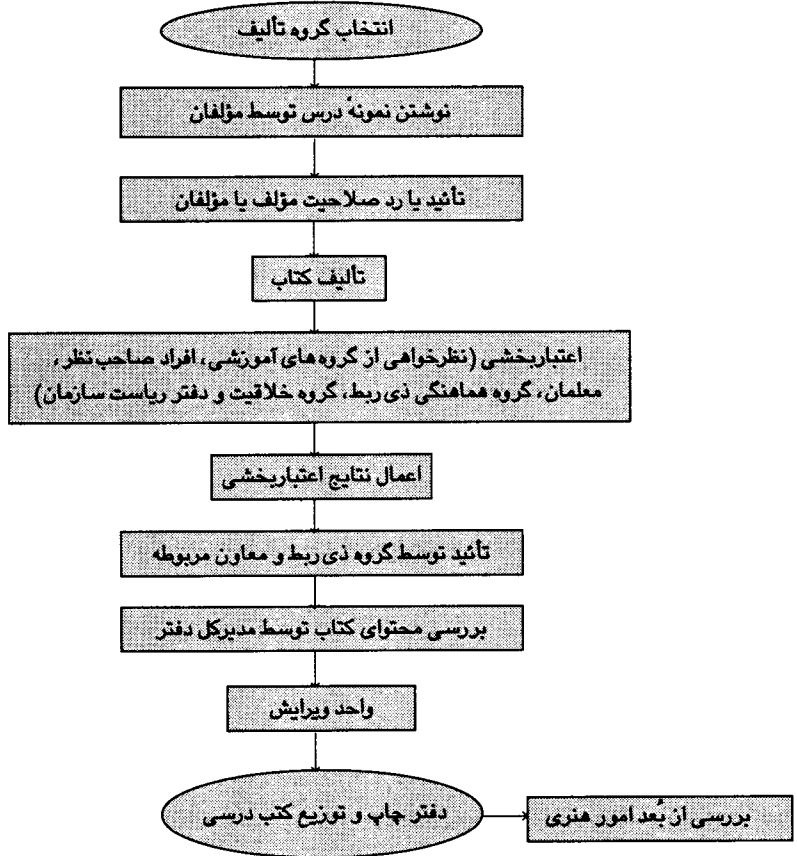 انتخاب گروه تألیف
نوشتن نمونهٔ درس توسط مؤلفان
تأئید یا رد صلاحیت مؤلف یا مؤلفان
تألیف کتاب
اعتباربخشی (نظرخواهی از گروه های آموزشی، افراد صاحب نظر،
معلمان، گروه هماهنگی ذی ربط، گروه خلاقیت و دفتر ریاست سازمان)
اعمال نتایج اعتباربخشی
تأئید توسط گروه ذی ربط و معاون مربوطه
بررسی محتوای کتاب توسط مدیرکل دفتر
واحد ویرایش
دفتر چاپ و توزیع کتب درسی
بررسی از بُعد امور هنری